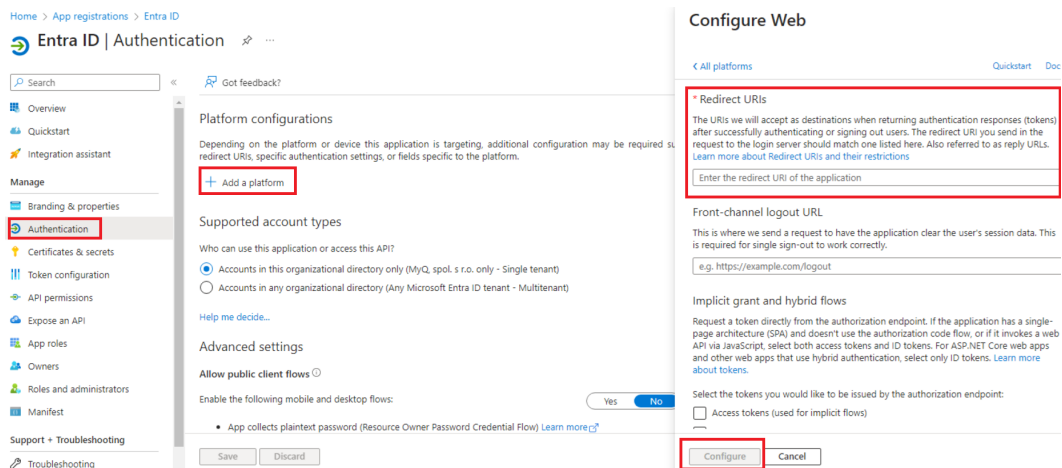 Home > App registrations > Entra ID
Entra ID | Authentication
Search
Overview
Quickstart
Integration assistant
Manage
Branding & properties
Authentication
Certificates & secrets
Token configuration
API permissions
Expose an API
App roles
Owners
Roles and administrators
Manifest
Support + Troubleshooting
Troubleshooting
Got feedback?
Platform configurations
Depending on the platform or device this application is targeting, additional configuration may be required su
redirect URIs, specific authentication settings, or fields specific to the platform.
Add a platform
Supported account types
Who can use this application or access this API?
Accounts in this organizational directory only (MyQ, spol. s r.o. only - Single tenant)
Accounts in any organizational directory (Any Microsoft Entra ID tenant - Multitenant)
Help me decide...
Advanced settings
Allow public client flows
Enable the following mobile and desktop flows:
Yes No
• App collects plaintext password (Resource Owner Password Credential Flow) Learn more
Save Discard
Configure Web
All platforms Quickstart Doc
* Redirect URIs
The URIs we will accept as destinations when returning authentication responses (tokens)
after successfully authenticating or signing out users. The redirect URI you send in the
request to the login server should match one listed here. Also referred to as reply URLs.
Learn more about Redirect URIs and their restrictions
Enter the redirect URI of the application
Front-channel logout URL
This is where we send a request to have the application clear the user's session data. This
is required for single sign-out to work correctly.
e.g. https://example.com/logout
Implicit grant and hybrid flows
Request a token directly from the authorization endpoint. If the application has a single-
page architecture (SPA) and doesn't use the authorization code flow, or if it invokes a web
API via JavaScript, select both access tokens and ID tokens. For ASP.NET Core web apps
and other web apps that use hybrid authentication, select only ID tokens. Learn more
about tokens.
Select the tokens you would like to be issued by the authorization endpoint:
Access tokens (used for implicit flows)
Configure Cancel